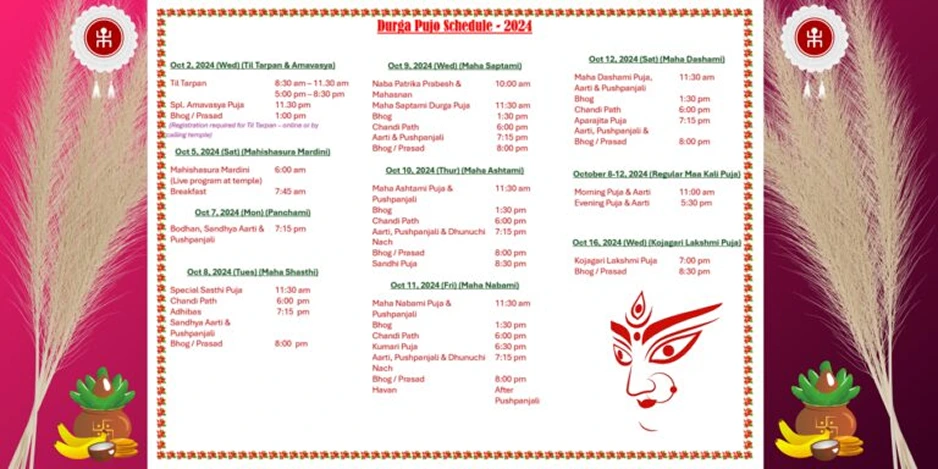 Durga Pujo Schedule - 2024
Oct 2, 2024 (Wed) (Til Tarpan & Amavasya)
Til Tarpan 8:30 am – 11.30 am
5:00 pm – 8:30 pm
Spl. Amavasya Puja 11.30 pm
Bhog / Prasad 1:00 pm
(Registration required for Til Tarpan – online or by
calling temple)
Oct 5, 2024 (Sat) (Mahishasura Mardini)
Mahishasura Mardini 6:00 am
(Live program at temple)
Breakfast 7:45 am
Oct 7, 2024 (Mon) (Panchami)
Bodhan, Sandhya Aarti & 7:15 pm
Pushpanjali
Oct 8, 2024 (Tues) (Maha Shasthi)
Special Sasthi Puja 11:30 am
Chandi Path 6:00 pm
Adhibas 7:15 pm
Sandhya Aarti &
Pushpanjali
Bhog / Prasad 8:00 pm
Oct 9, 2024 (Wed) (Maha Saptami)
Naba Patrika Prabesh & 10:00 am
Mahasnan
Maha Saptami Durga Puja 11:30 am
Bhog 1:30 pm
Chandi Path 6:00 pm
Aarti & Pushpanjali 7:15 pm
Bhog / Prasad 8:00 pm
Oct 10, 2024 (Thur) (Maha Ashtami)
Maha Ashtami Puja & 11:30 am
Pushpanjali
Bhog 1:30 pm
Chandi Path 6:00 pm
Aarti, Pushpanjali & Dhunuchi 7:15 pm
Nach
Bhog / Prasad 8:00 pm
Sandhi Puja 8:30 pm
Oct 11, 2024 (Fri) (Maha Nabami)
Maha Nabami Puja & 11:30 am
Pushpanjali
Bhog 1:30 pm
Chandi Path 6:00 pm
Kumari Puja 6:30 pm
Aarti, Pushpanjali & Dhunuchi 7:15 pm
Nach
Bhog / Prasad 8:00 pm
Havan After
Pushpanjali
Oct 12, 2024 (Sat) (Maha Dashami)
Maha Dashami Puja, 11:30 am
Aarti & Pushpanjali
Bhog 1:30 pm
Chandi Path 6:00 pm
Aparajita Puja 7:15 pm
Aarti, Pushpanjali &
Bhog / Prasad 8:00 pm
October 8-12, 2024 (Regular Maa Kali Puja)
Morning Puja & Aarti 11:00 am
Evening Puja & Aarti 5:30 pm
Oct 16, 2024 (Wed) (Kojagari Lakshmi Puja)
Kojagari Lakshmi Puja 7:00 pm
Bhog / Prasad 8:30 pm